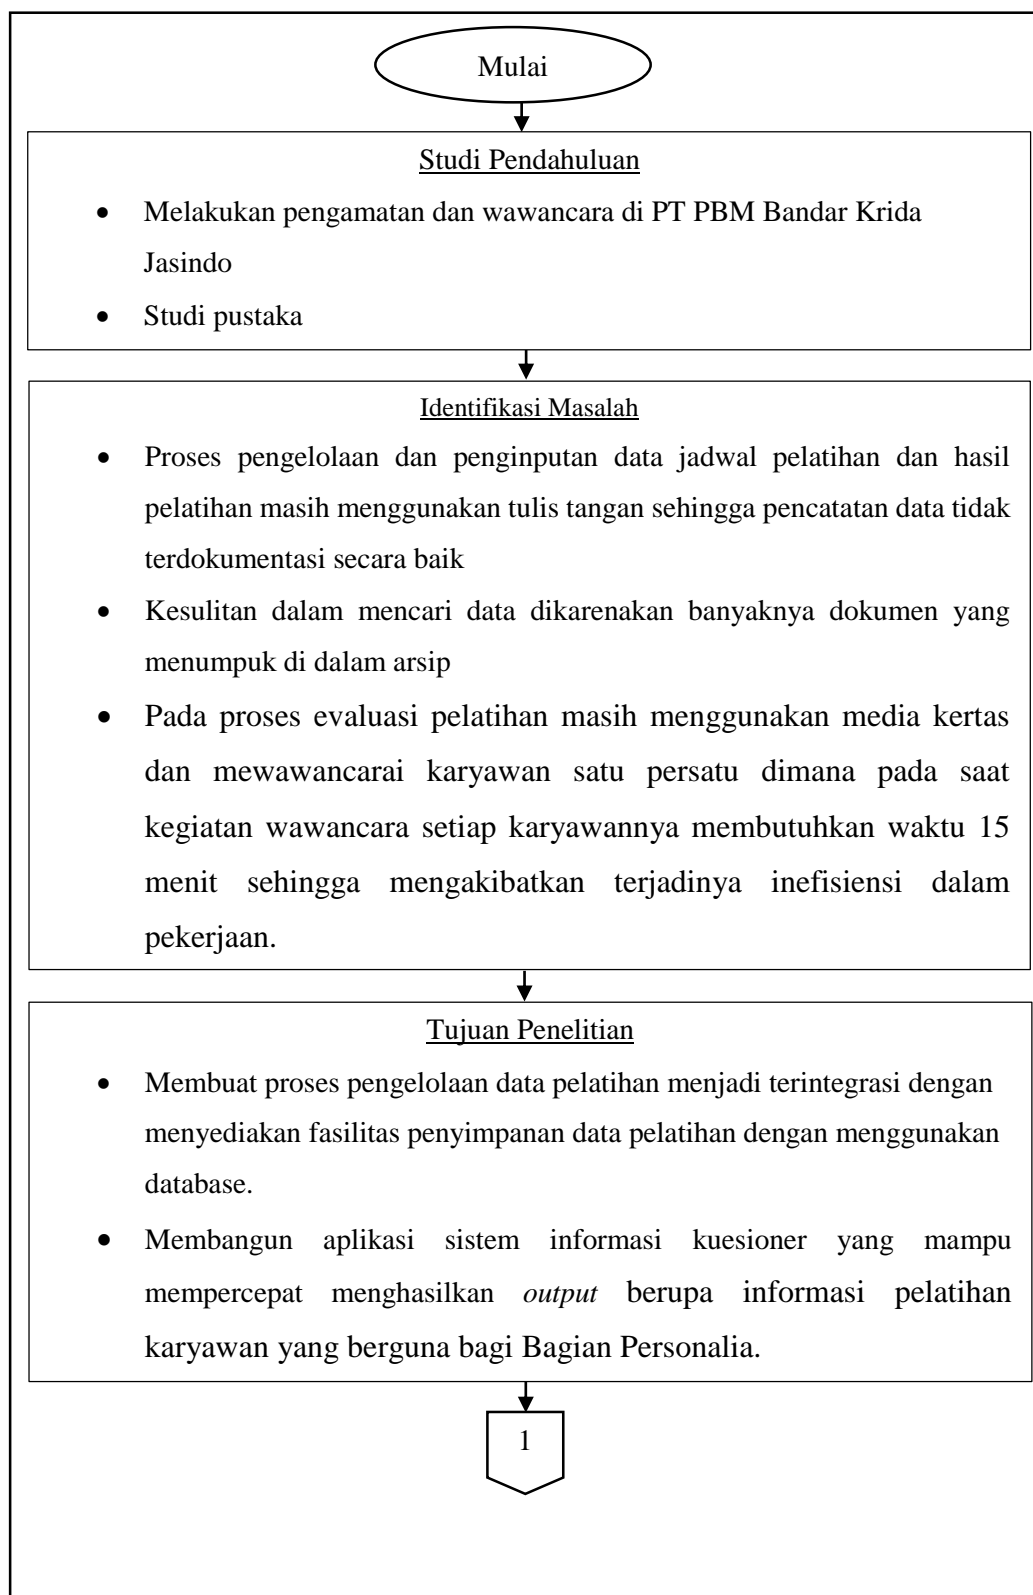 Mulai
Studi Pendahuluan
• Melakukan pengamatan dan wawancara di PT PBM Bandar Krida
Jasindo
• Studi pustaka
Identifikasi Masalah
• Proses pengelolaan dan penginputan data jadwal pelatihan dan hasil
pelatihan masih menggunakan tulis tangan sehingga pencatatan data tidak
terdokumentasi secara baik
• Kesulitan dalam mencari data dikarenakan banyaknya dokumen yang
menumpuk di dalam arsip
• Pada proses evaluasi pelatihan masih menggunakan media kertas
dan mewawancarai karyawan satu persatu dimana pada saat
kegiatan wawancara setiap karyawannya membutuhkan waktu 15
menit sehingga mengakibatkan terjadinya inefisiensi dalam
pekerjaan.
Tujuan Penelitian
• Membuat proses pengelolaan data pelatihan menjadi terintegrasi dengan
menyediakan fasilitas penyimpanan data pelatihan dengan menggunakan
database.
• Membangun aplikasi sistem informasi kuesioner yang mampu
mempercepat menghasilkan output berupa informasi pelatihan
karyawan yang berguna bagi Bagian Personalia.
1